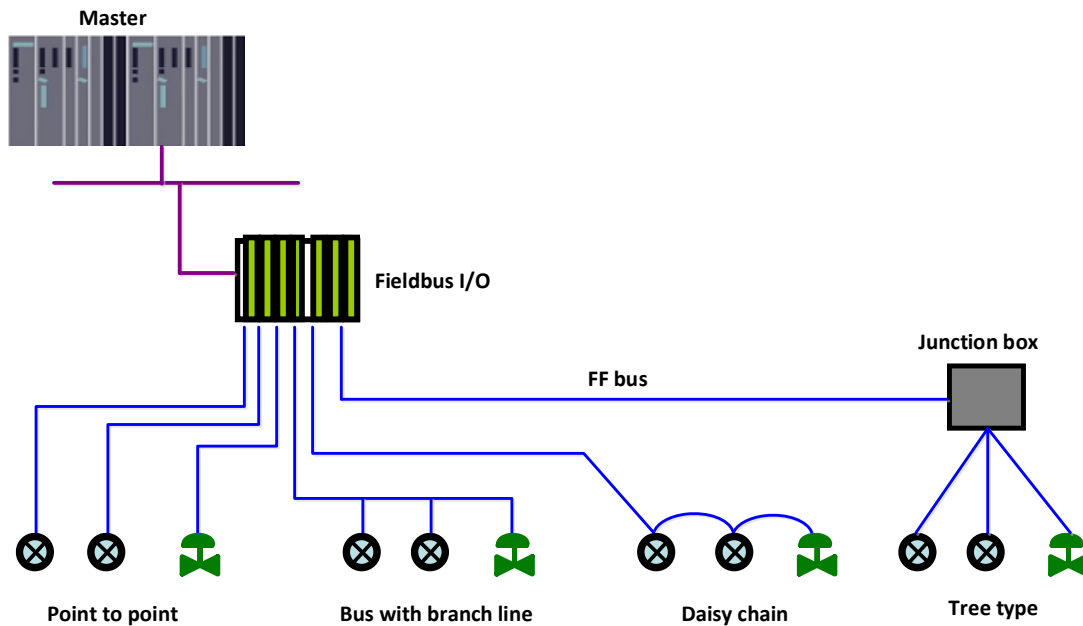 Master
Fieldbus I/O
Junction box
FF bus
Point to point
Bus with branch line
Daisy chain
Tree type